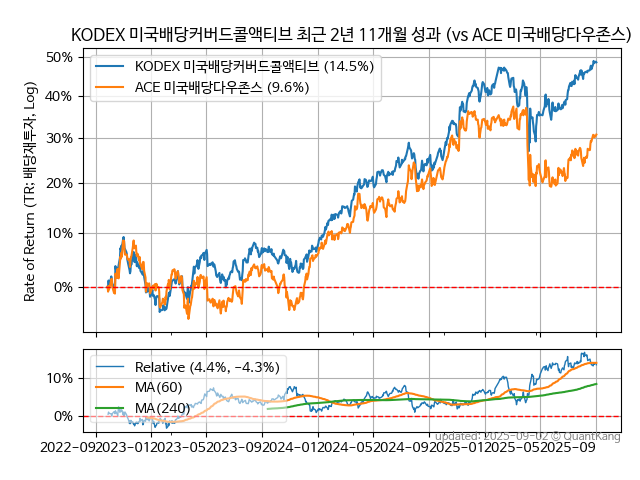 KODEX 미국배당커버드콜액티브 최근 2년 11개월 성과 (vs ACE 미국배당다우존스)
Rate of Return (TR: 배당재투자, Log)
50%
40%
30%
20%
10%
0%
KODEX 미국배당커버드콜액티브 (14.5%)
ACE 미국배당다우존스 (9.6%)
10%
0%
Relative (4.4%, −4.3%)
MA(60)
MA(240)
2022−09 2023−01 2023−05 2023−09 2024−01 2024−05 2024−09 2025−01 2025−05 2025−09
updated: 2025-09-02 © QuantKang